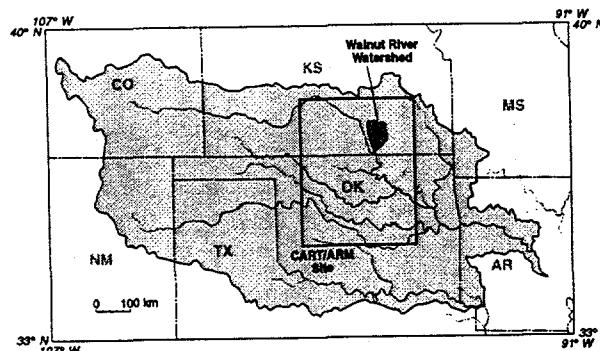 107° W
91° W
40° N
40° N
Walnut River
Watershed
KS
CO
MS
OK
NM
TX
CART/ARM
Site
AR
0 100 km
33° N
33° N
107° W
91° W